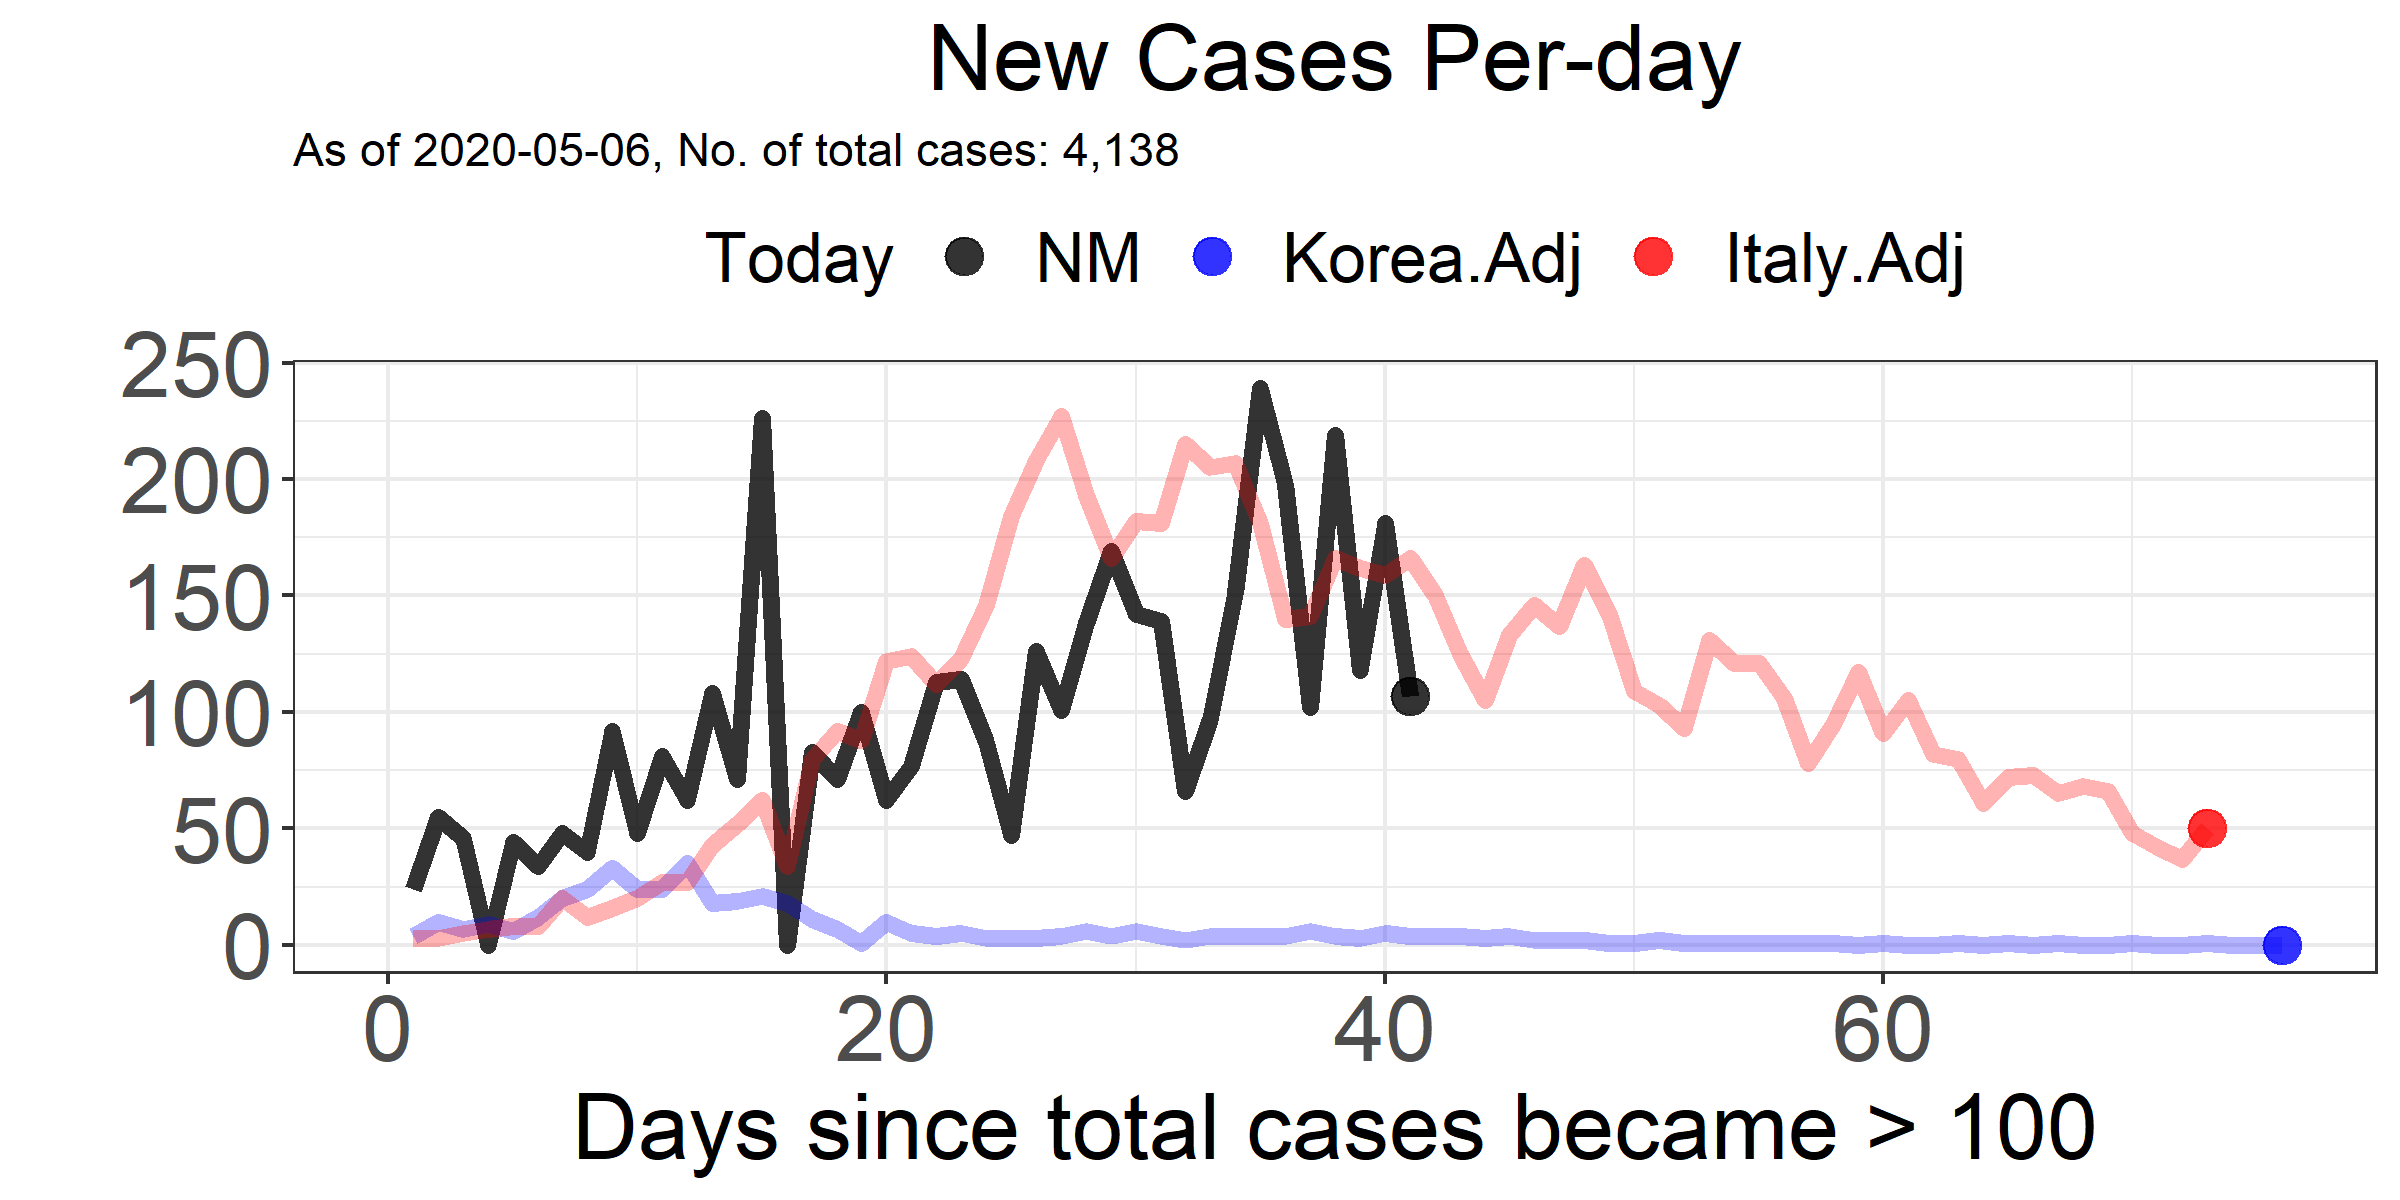 New Cases Per-day
As of 2020-05-06, No. of total cases: 4,138
Today NM Korea.Adj Italy.Adj
250
200
150
100
50
0
0 20 40 60
Days since total cases became > 100